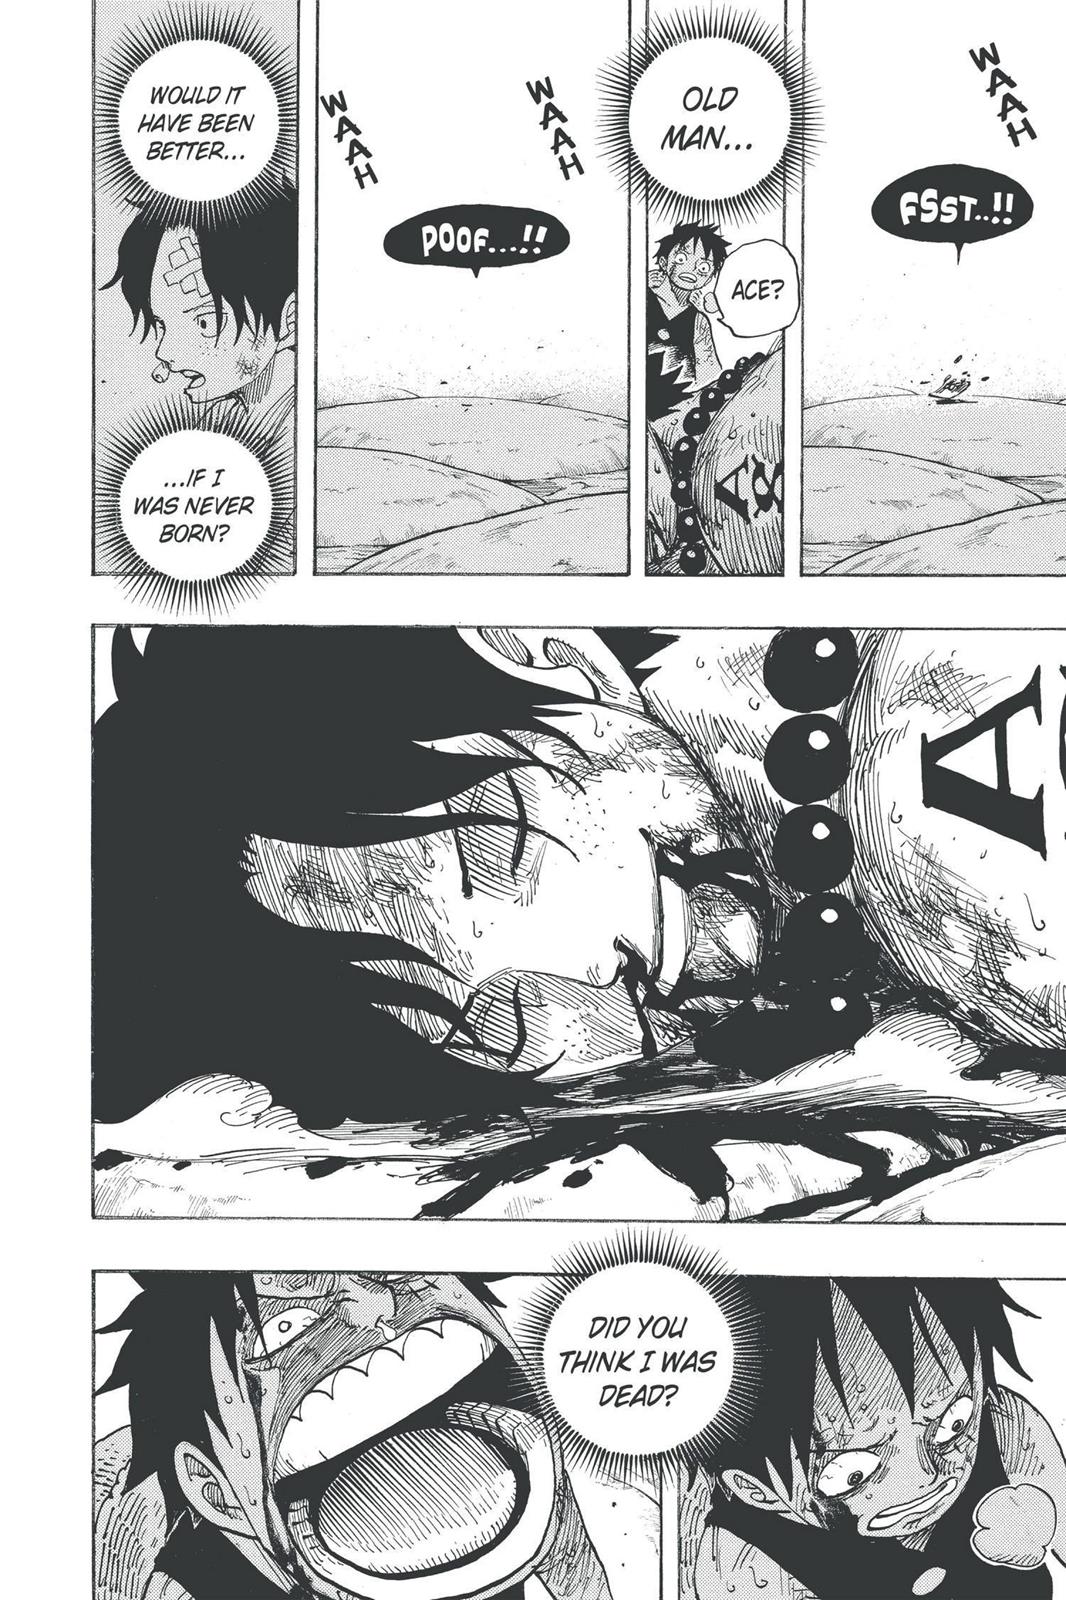 WAAH
FSST..!!
OLD
MAN...
ACE?
WAAH
WAAH
POOF...!!
WOULD IT
HAVE BEEN
BETTER...
...IF I
WAS NEVER
BORN?
A
A
DID YOU
THINK I WAS
DEAD?